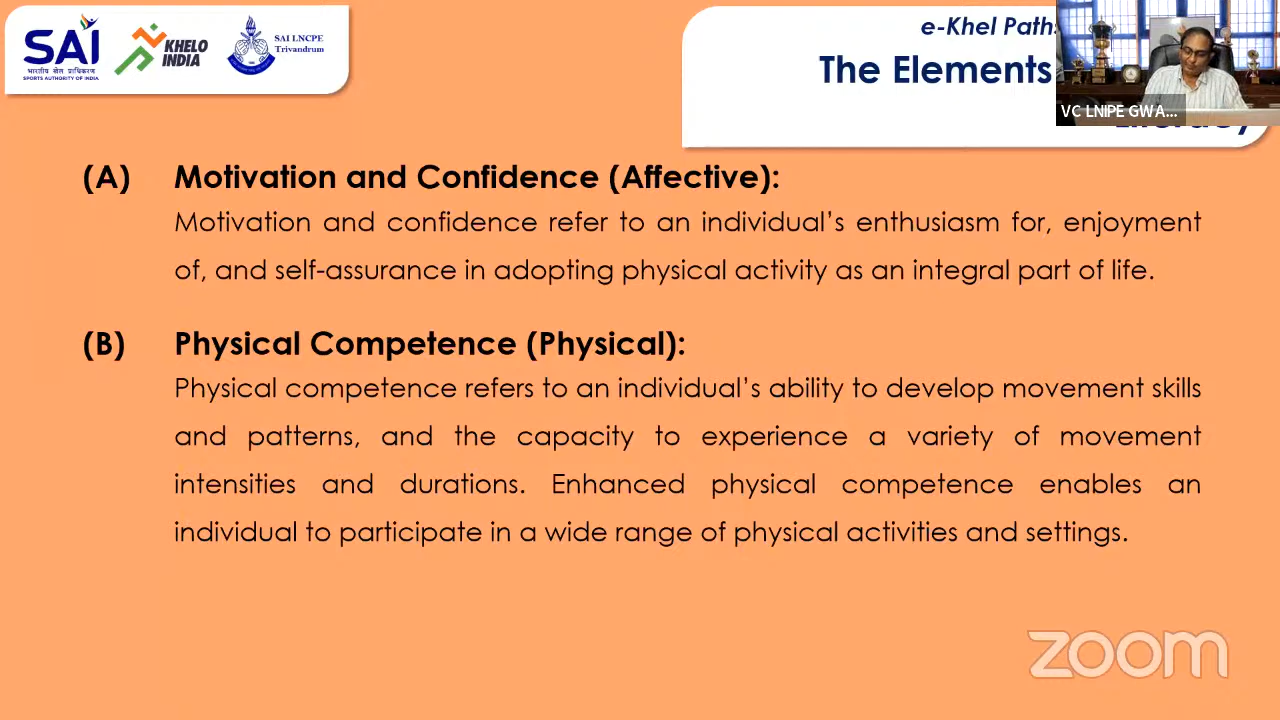 SAI
भारतीय खेल प्राधिकरण
SPORTS AUTHORITY OF INDIA
KHELO
INDIA
SAI LNCPE
Trivandrum
e-Khel
The Elements
VC LNIPE GWA...
(A) Motivation and Confidence (Affective):
Motivation and confidence refer to an individual's enthusiasm for, enjoyment
of, and self-assurance in adopting physical activity as an integral part of life.
(B) Physical Competence (Physical):
Physical competence refers to an individual's ability to develop movement skills
and patterns, and the capacity to experience a variety of movement
intensities and durations. Enhanced physical competence enables an
individual to participate in a wide range of physical activities and settings.
zoom